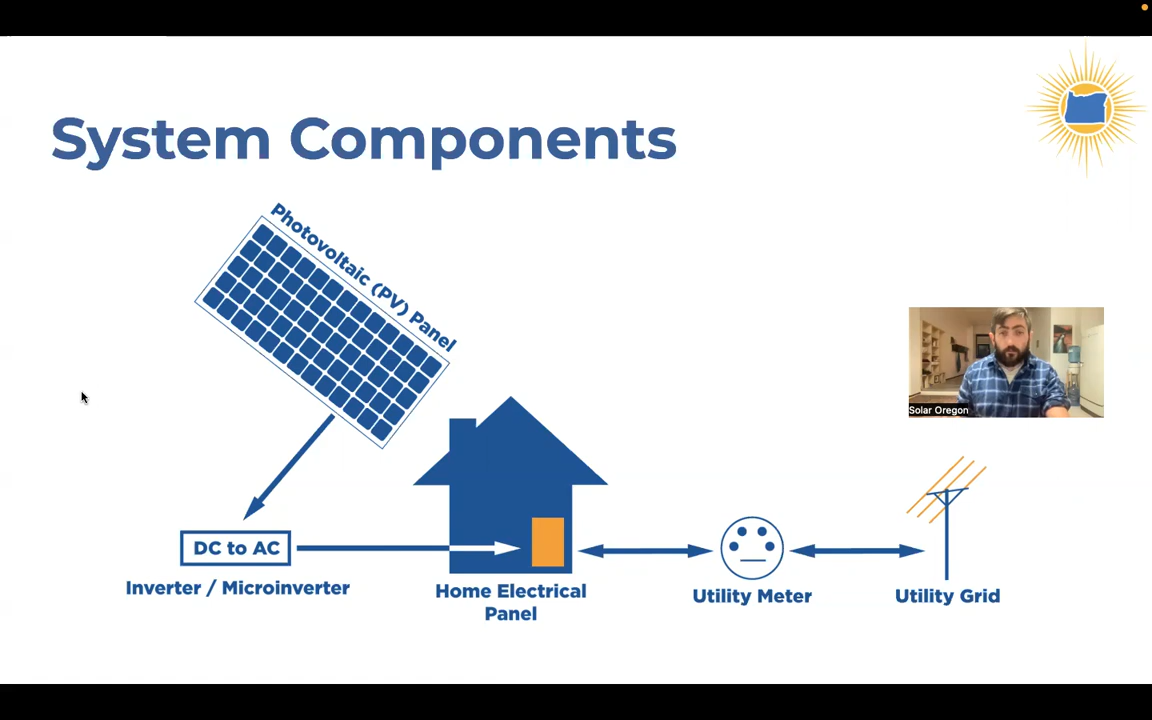 System Components
Photovoltaic (PV) Panel
Solar Oregon
DC to AC
Inverter / Microinverter
Home Electrical
Panel
Utility Meter
Utility Grid